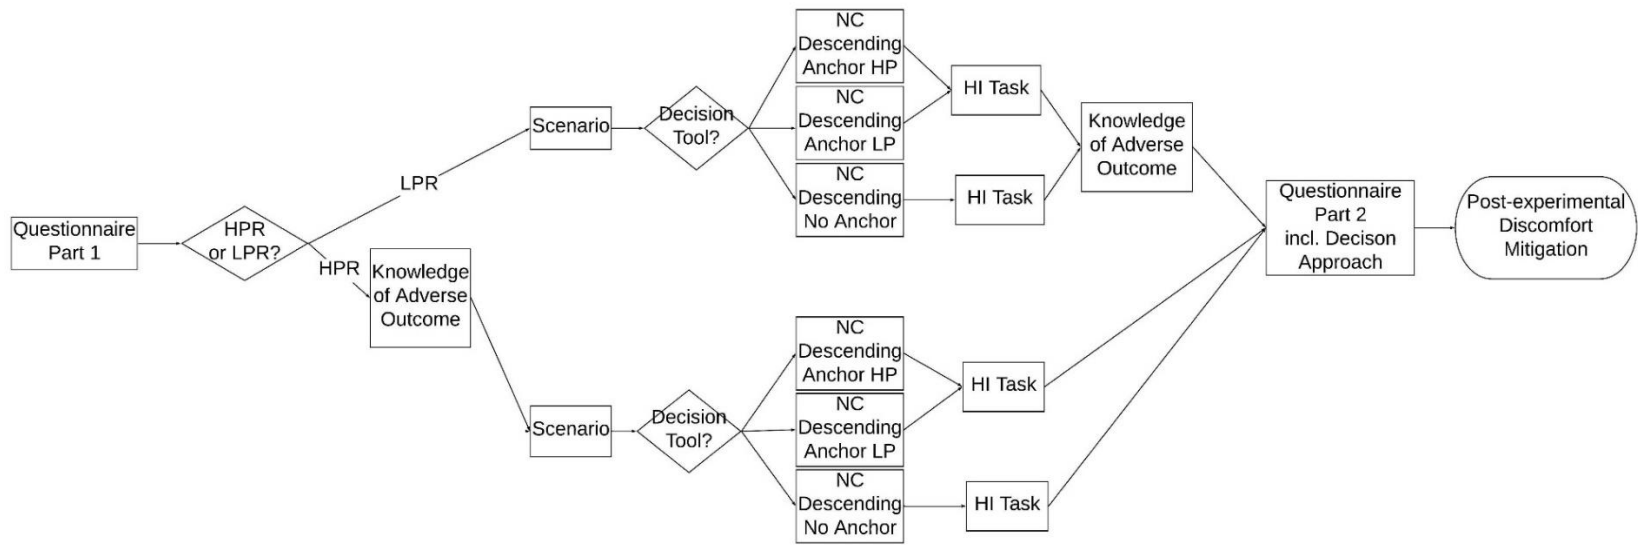 Questionnaire
Part 1
HPR
or LPR?
LPR
HPR
Scenario
Decision
Tool?
NC
Descending
Anchor HP
NC
Descending
Anchor LP
NC
Descending
No Anchor
HI Task
HI Task
Knowledge
of Adverse
Outcome
Knowledge
of Adverse
Outcome
Scenario
Decision
Tool?
NC
Descending
Anchor HP
NC
Descending
Anchor LP
NC
Descending
No Anchor
HI Task
HI Task
Questionnaire
Part 2
incl. Decison
Approach
Post-experimental
Discomfort
Mitigation